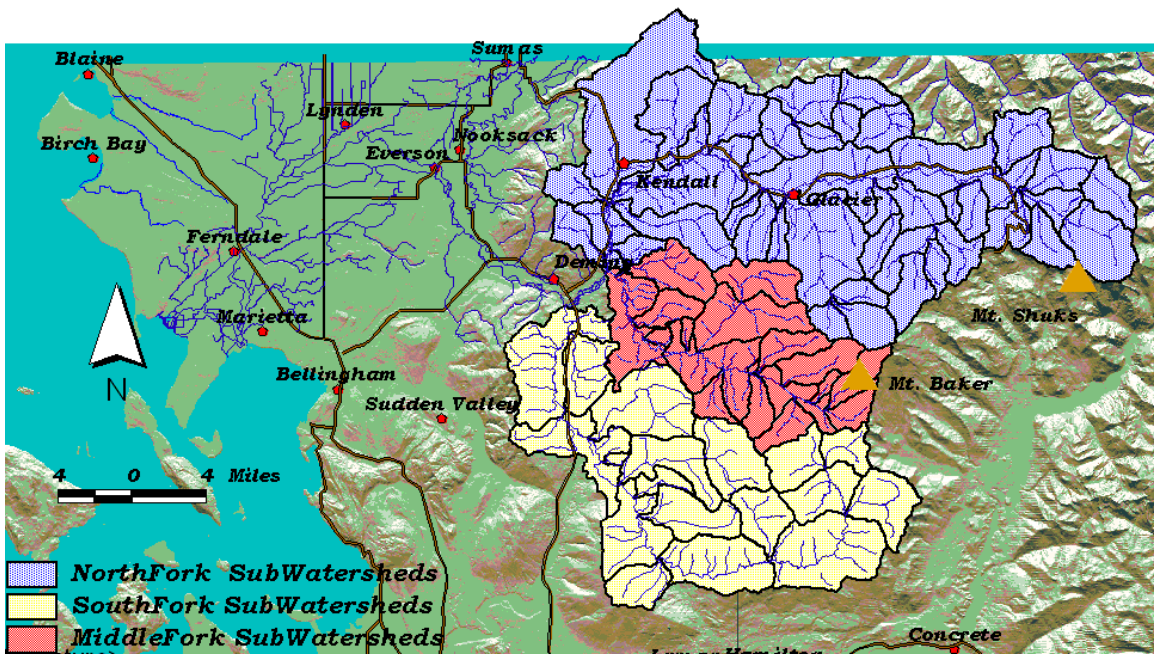 Sumas
Blaine
Lynden
Nooksack
Birch Bay
Everson
Kendall
Glacier
Ferndale
Deming
Mt. Shuks
Marietta
N
Bellingham
Mt. Baker
Sudden Valley
4 0 4 Miles
NorthFork SubWatersheds
SouthFork SubWatersheds
MiddleFork SubWatersheds
Concrete
Hamilton